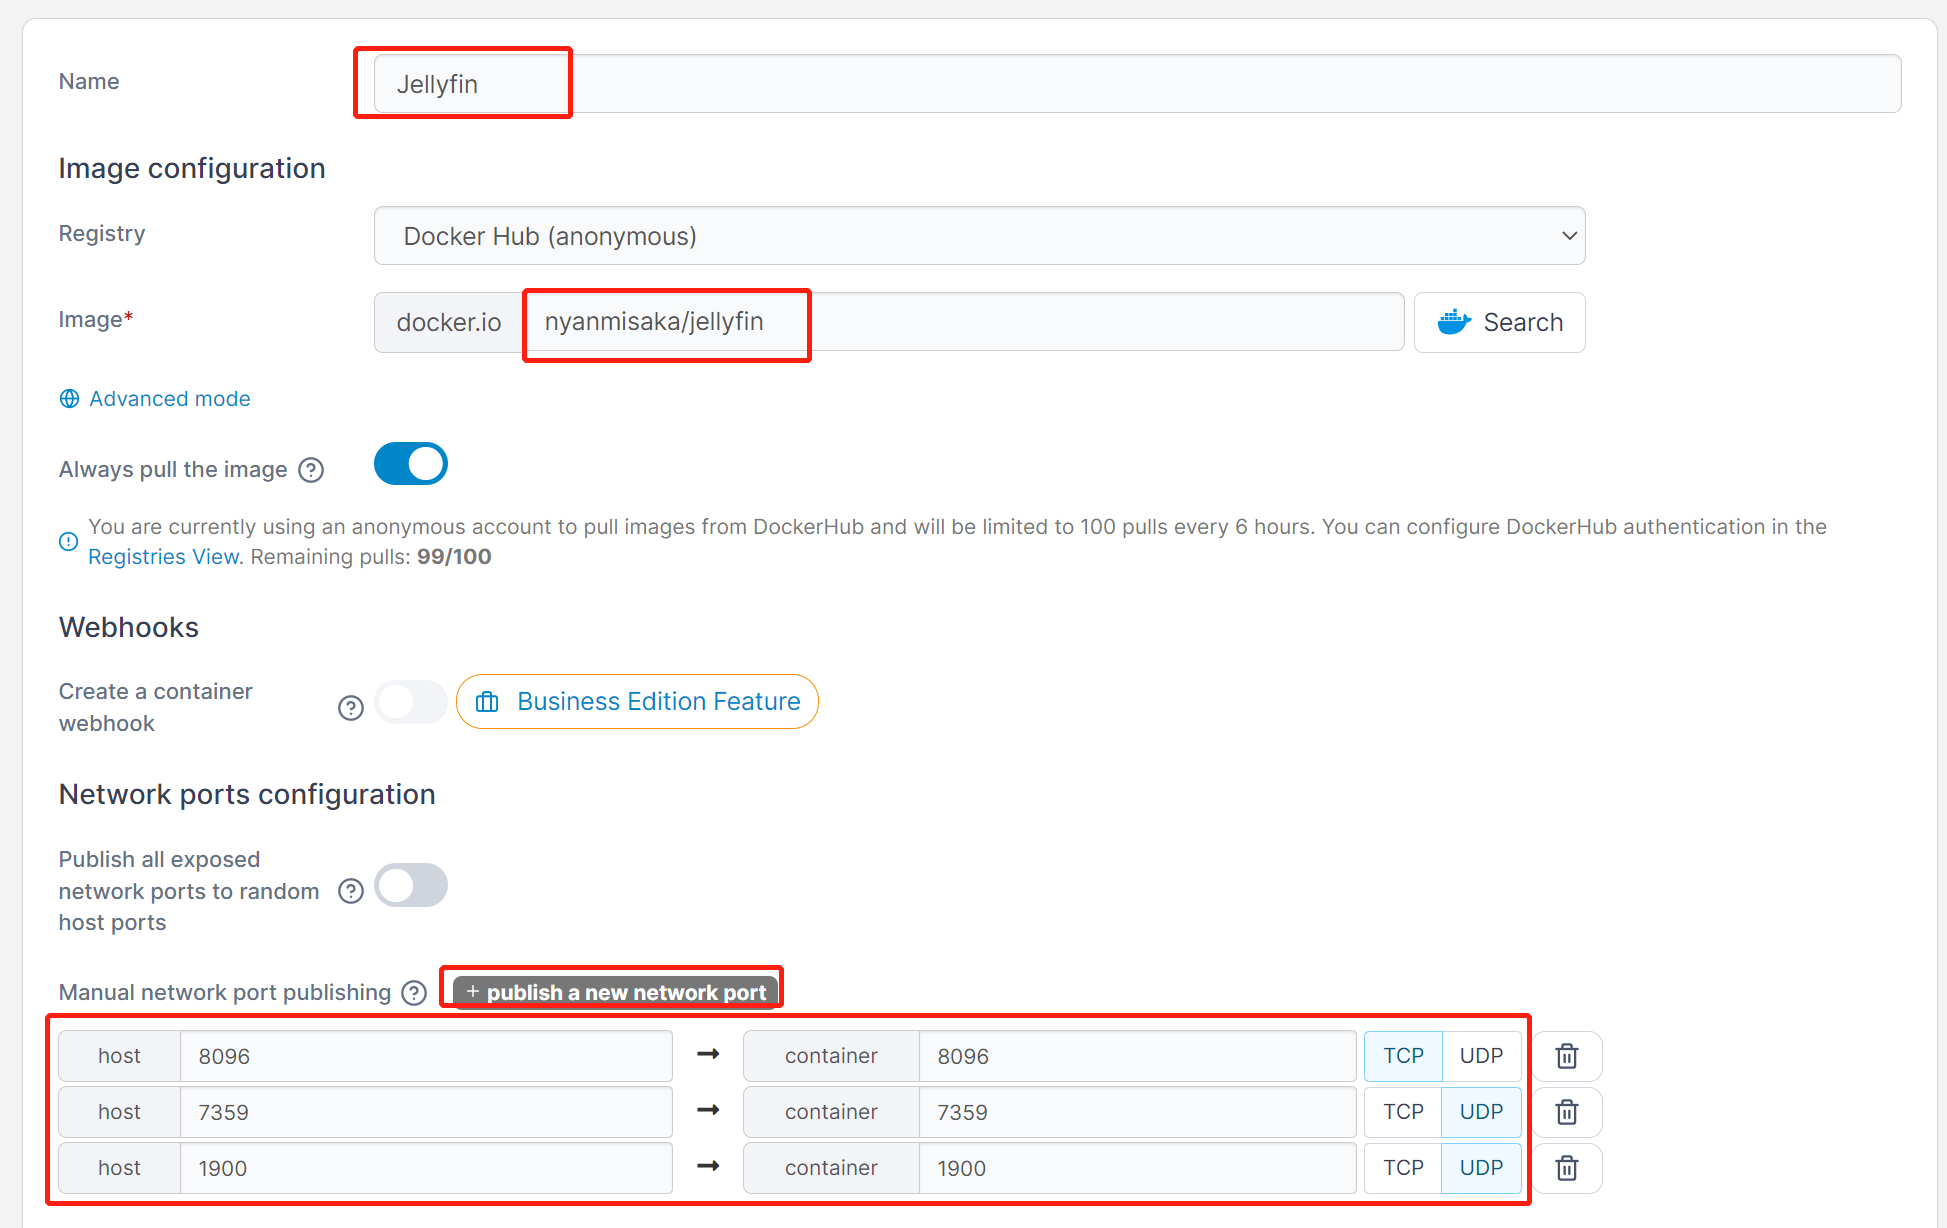 Name
Jellyfin
Image configuration
Registry
Docker Hub (anonymous)
Image*
docker.io
nyanmisaka/jellyfin
Search
Advanced mode
Always pull the image
You are currently using an anonymous account to pull images from DockerHub and will be limited to 100 pulls every 6 hours. You can configure DockerHub authentication in the
Registries View. Remaining pulls: 99/100
Webhooks
Create a container
webhook
Business Edition Feature
Network ports configuration
Publish all exposed
network ports to random
host ports
Manual network port publishing
+ publish a new network port
host 8096 → container 8096 TCP UDP
host 7359 → container 7359 TCP UDP
host 1900 → container 1900 TCP UDP